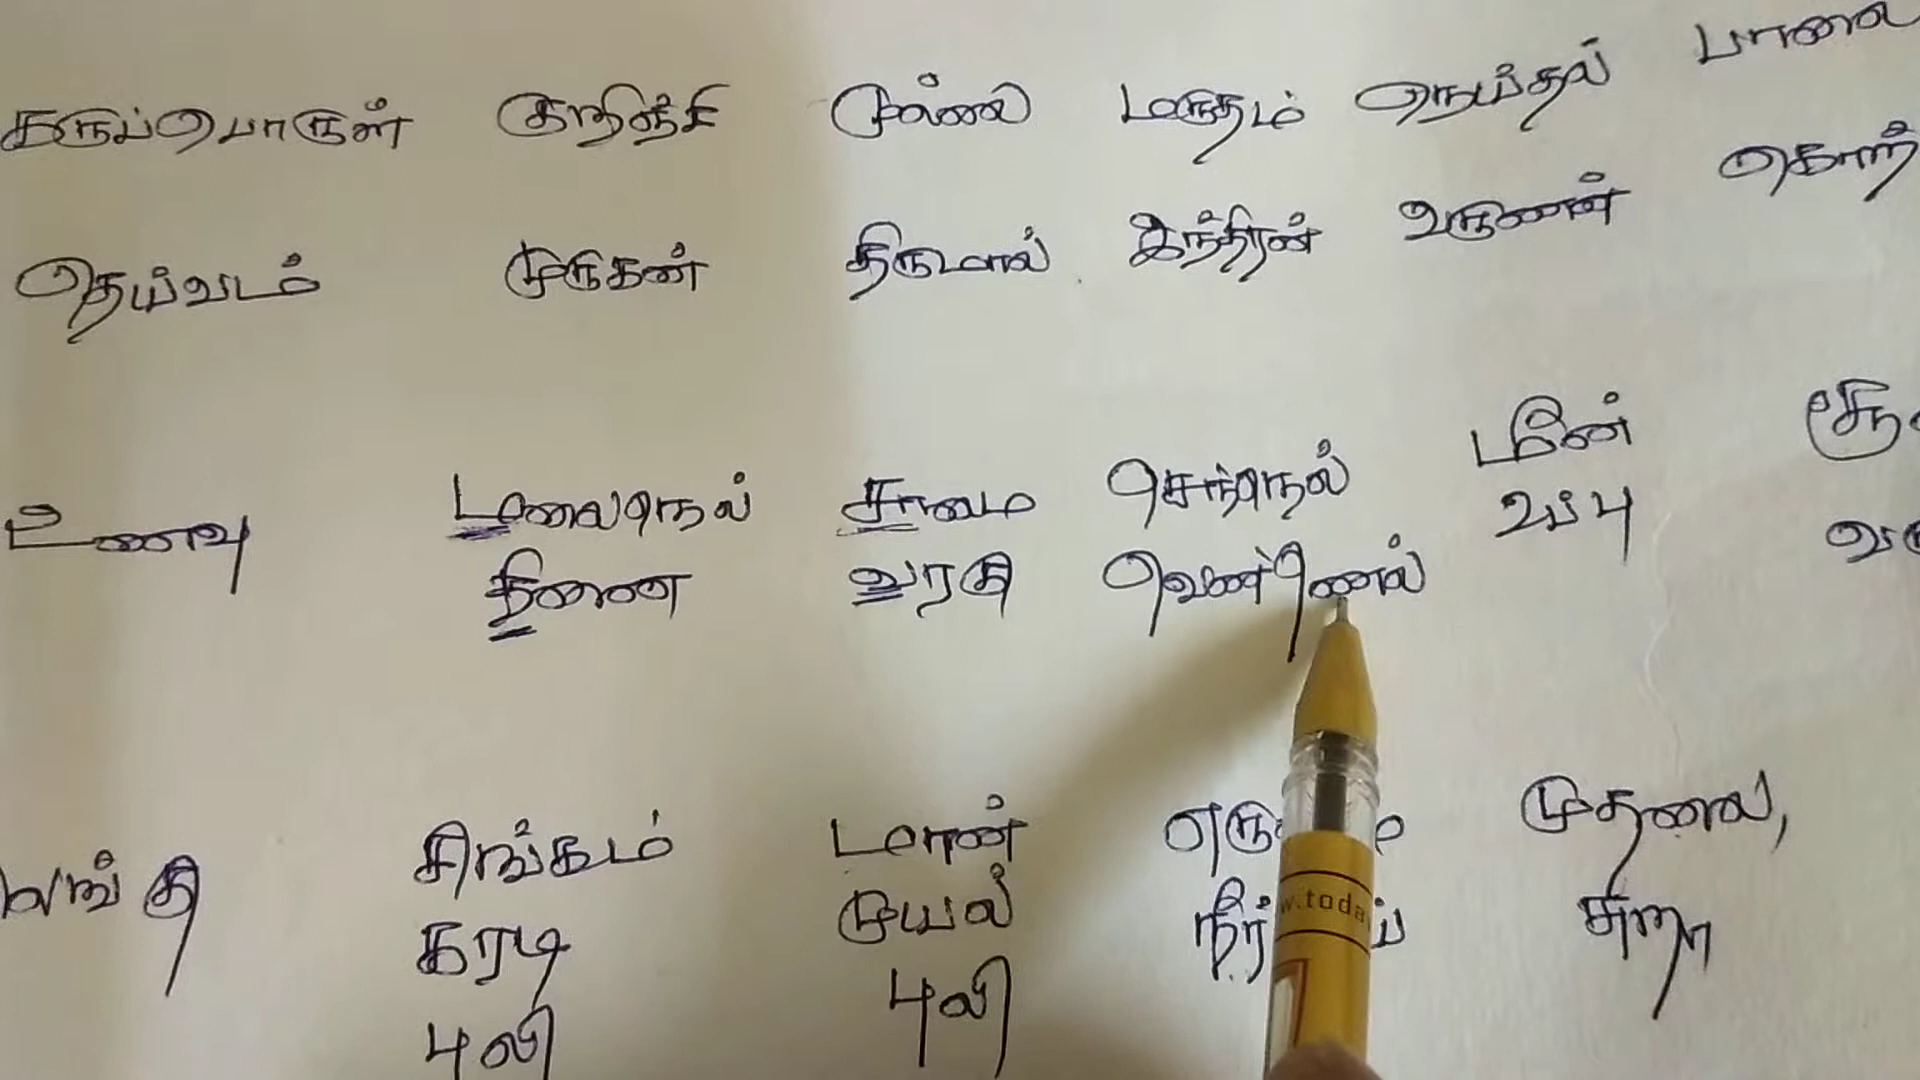 கருப்பொருள் குறிஞ்சி முல்லை மருதம் நெய்தல் பாலை
தெய்வம் முருகன் திருமால் இந்திரன் வருணன்
உணவு மலைநெல் சாமை செந்நெல் மீன்
தினை வரகு வெண்ணெல் உப்பு
சிங்கம் மான் முதலை,
கரடி முயல் சுறா
புலி புலி